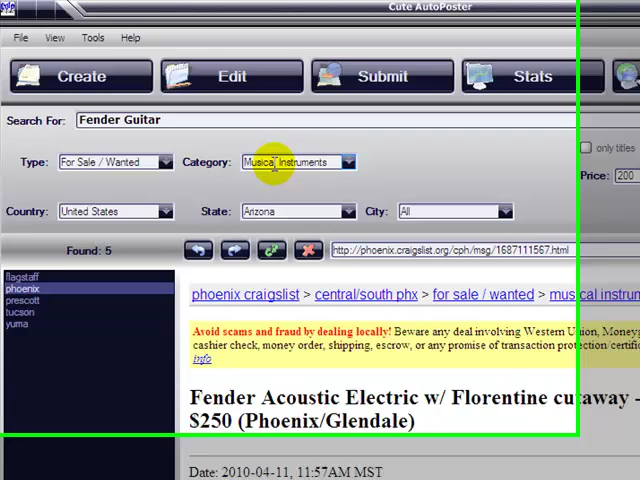 Cute AutoPoster
File View Tools Help
Create Edit Submit Stats
Search For: Fender Guitar
Type: For Sale / Wanted Category: Musical Instruments only titles
Price: 200
Country: United States State: Arizona City: All
Found: 5 http://phoenix.craigslist.org/cph/msg/1687111567.html
flagstaff
phoenix
prescott
tucson
yuma
phoenix craigslist > central/south phx > for sale / wanted > musical instrum
Avoid scams and fraud by dealing locally! Beware any deal involving Western Union, Moneyg
cashier check, money order, shipping, escrow, or any promise of transaction protection/certifi
info
Fender Acoustic Electric w/ Florentine cutaway -
$250 (Phoenix/Glendale)
Date: 2010-04-11, 11:57AM MST